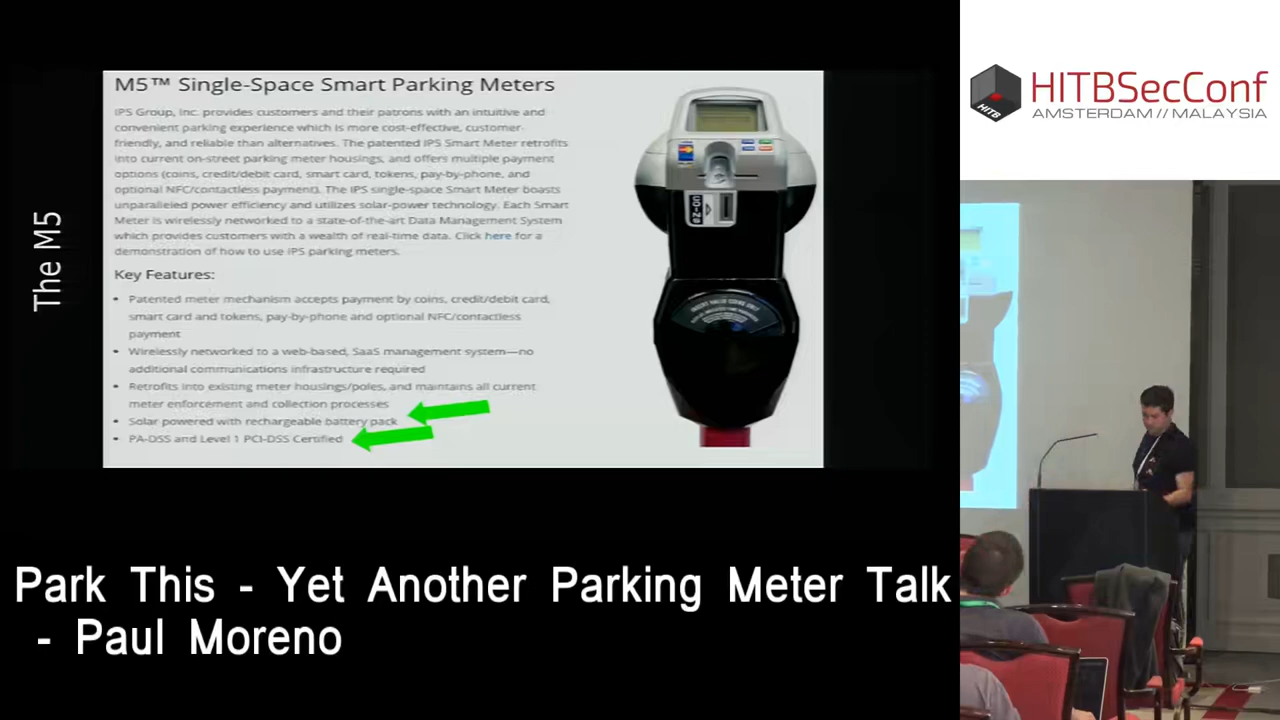 The M5
M5™ Single-Space Smart Parking Meters
IPS Group, Inc. provides customers and their patrons with an intuitive and
convenient parking experience which is more cost-effective, customer-
friendly, and reliable than alternatives. The patented IPS Smart Meter retrofits
into current on-street parking meter housings, and offers multiple payment
options (coins, credit/debit card, smart card, tokens, pay-by-phone, and
optional NFC/contactless payment). The IPS single-space Smart Meter boasts
unparalleled power efficiency and utilizes solar-power technology. Each Smart
Meter is wirelessly networked to a state-of-the-art Data Management System
which provides customers with a wealth of real-time data. Click here for a
demonstration of how to use IPS parking meters.
Key Features:
• Patented meter mechanism accepts payment by coins, credit/debit card,
smart card and tokens, pay-by-phone and optional NFC/contactless
payment
• Wirelessly networked to a web-based, SaaS management system—no
additional communications infrastructure required
• Retrofits into existing meter housings/poles, and maintains all current
meter enforcement and collection processes
• Solar powered with rechargeable battery pack
• PA-DSS and Level 1 PCI-DSS Certified
COINS
HITB
HITBSecConf
AMSTERDAM // MALAYSIA
Park This - Yet Another Parking Meter Talk
- Paul Moreno